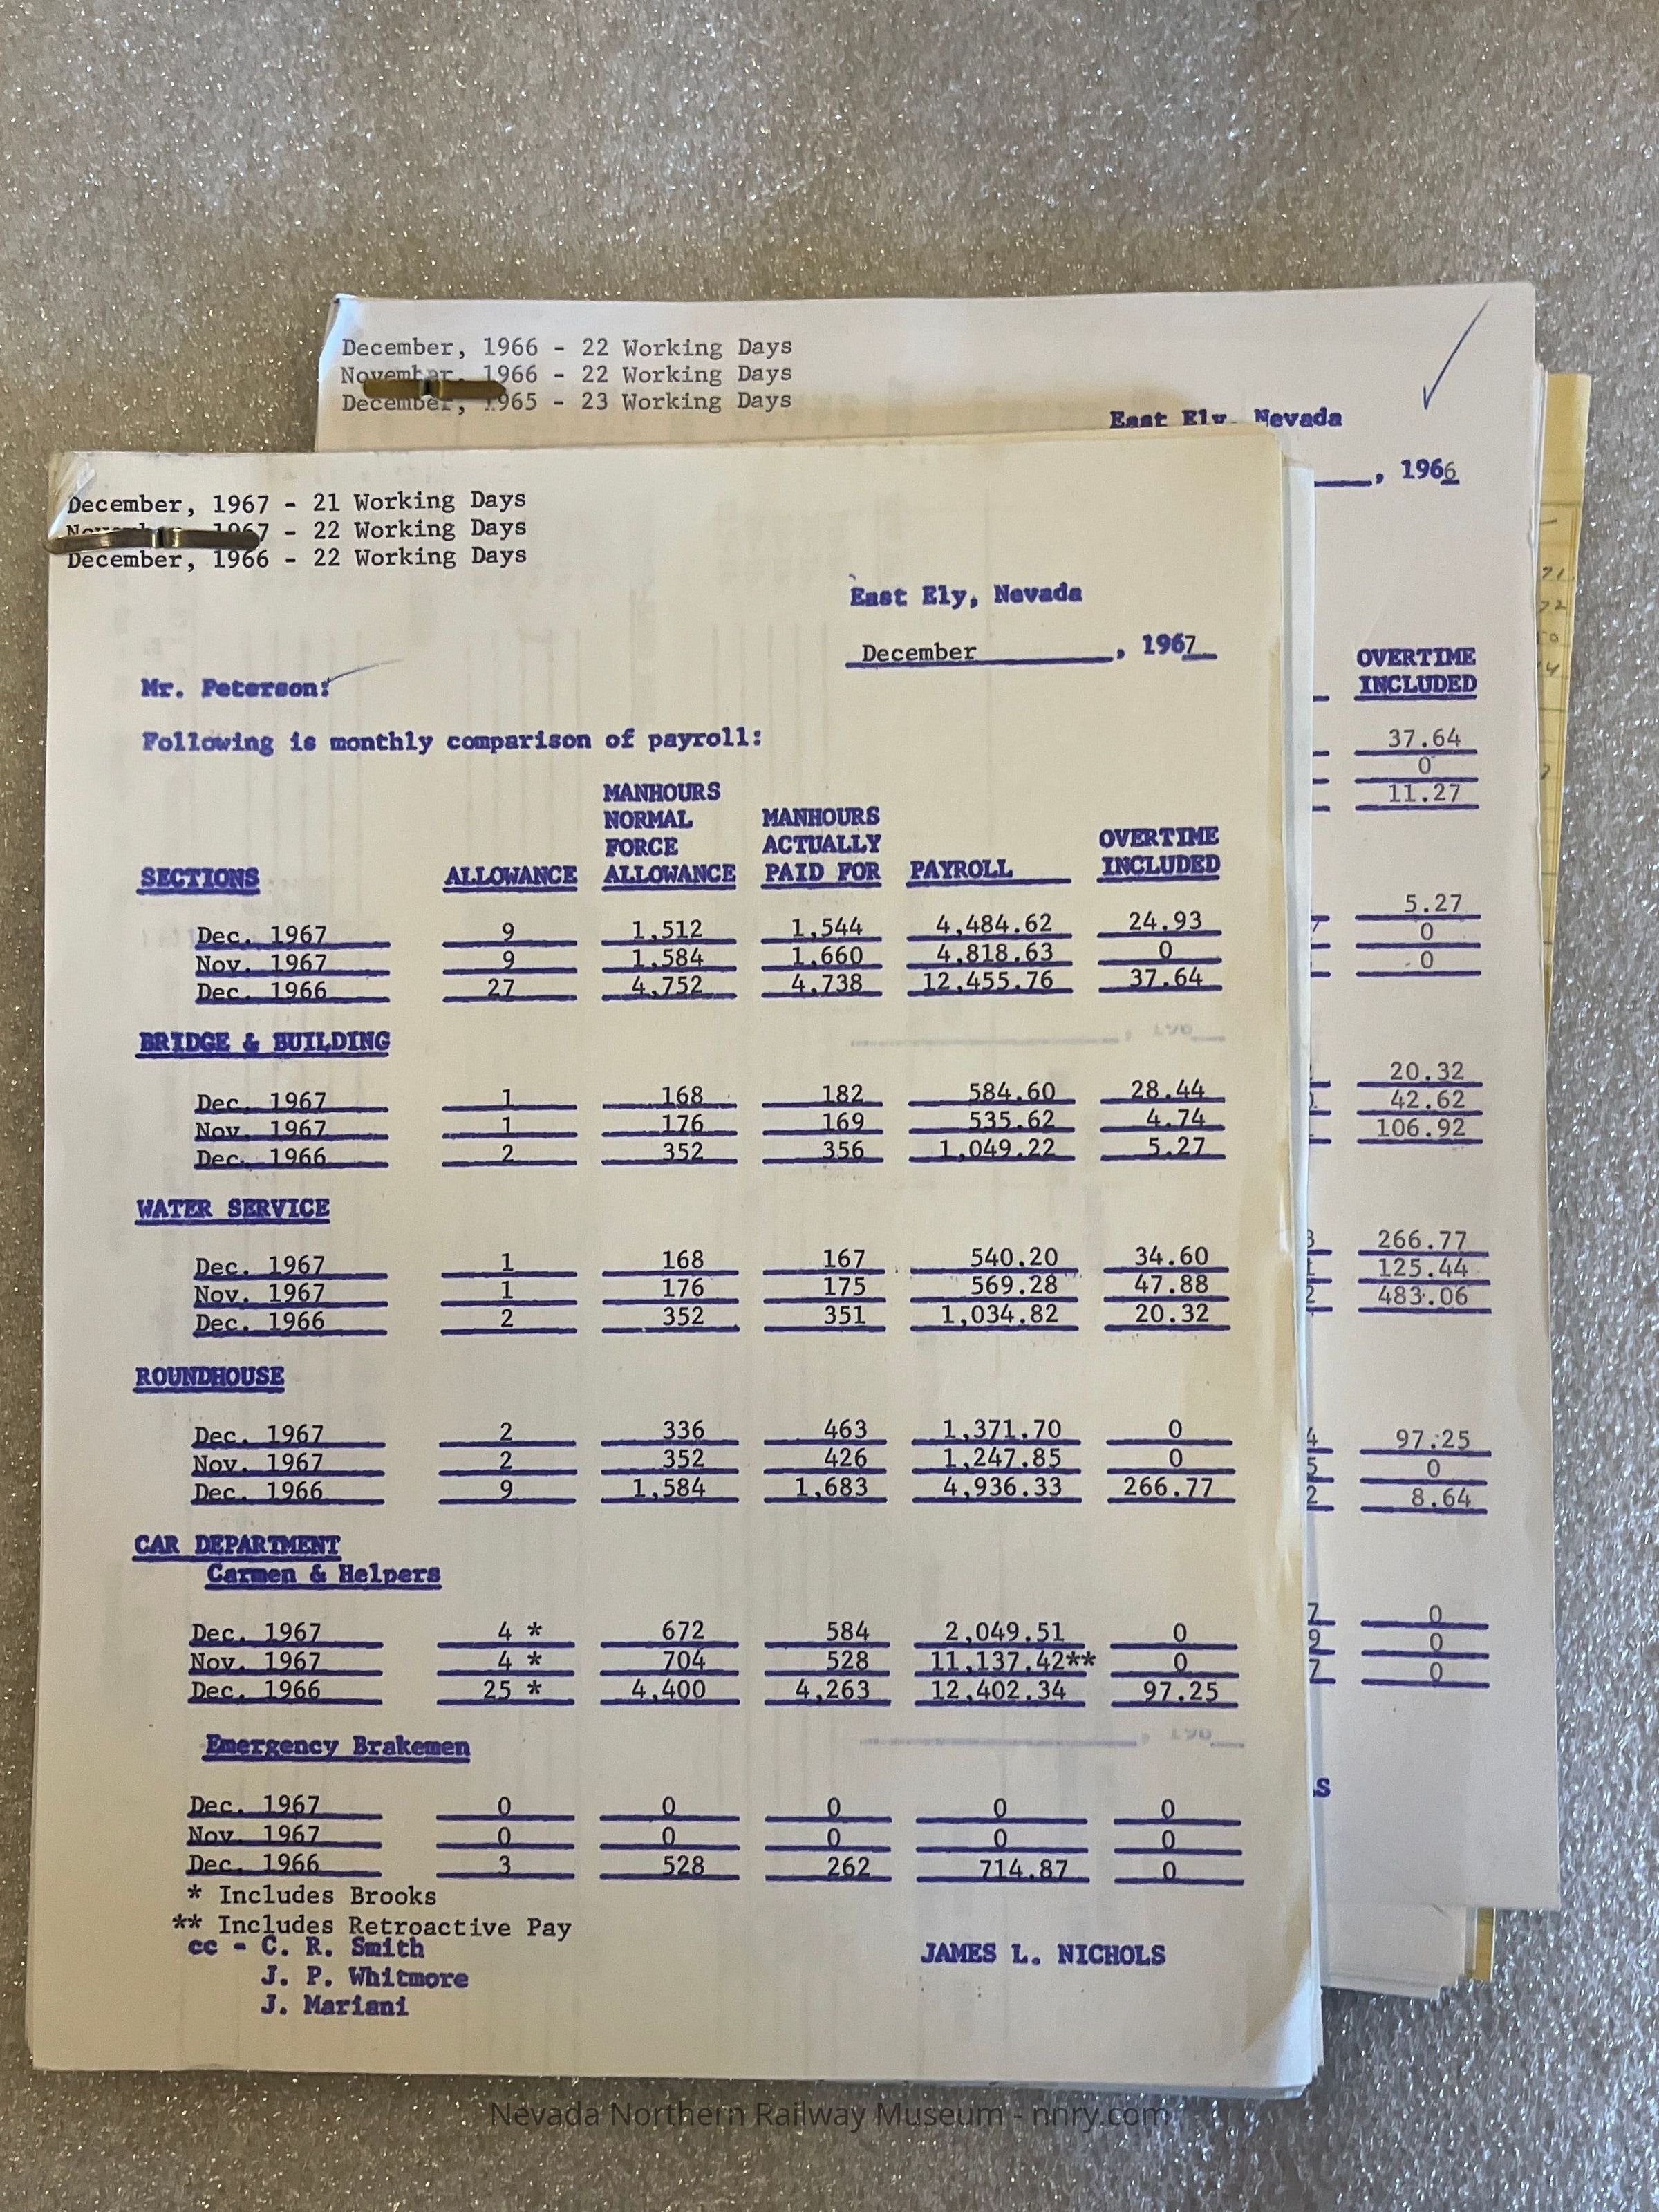 December, 1966 - 22 Working Days
November, 1966 - 22 Working Days
December, 1965 - 23 Working Days
East Ely, Nevada
, 1966
OVERTIME
INCLUDED
37.64
0
11.27
5.27
0
0
20.32
42.62
106.92
266.77
125.44
483.06
97.25
0
8.64
0
0
0
December, 1967 - 21 Working Days
1967 - 22 Working Days
December, 1966 - 22 Working Days
East Ely, Nevada
December, 1967
Mr. Peterson:
Following is monthly comparison of payroll:
MANHOURS
NORMAL MANHOURS
FORCE ACTUALLY OVERTIME
SECTIONS ALLOWANCE ALLOWANCE PAID FOR PAYROLL INCLUDED
Dec. 1967 9 1,512 1,544 4,484.62 24.93
Nov. 1967 9 1,584 1,660 4,818.63 0
Dec. 1966 27 4,752 4,738 12,455.76 37.64
BRIDGE & BUILDING
Dec. 1967 1 168 182 584.60 28.44
Nov. 1967 1 176 169 535.62 4.74
Dec. 1966 2 352 356 1,049.22 5.27
WATER SERVICE
Dec. 1967 1 168 167 540.20 34.60
Nov. 1967 1 176 175 569.28 47.88
Dec. 1966 2 352 351 1,034.82 20.32
ROUNDHOUSE
Dec. 1967 2 336 463 1,371.70 0
Nov. 1967 2 352 426 1,247.85 0
Dec. 1966 9 1,584 1,683 4,936.33 266.77
CAR DEPARTMENT
Carmen & Helpers
Dec. 1967 4 * 672 584 2,049.51 0
Nov. 1967 4 * 704 528 11,137.42** 0
Dec. 1966 25 * 4,400 4,263 12,402.34 97.25
Emergency Brakemen
Dec. 1967 0 0 0 0 0
Nov. 1967 0 0 0 0 0
Dec. 1966 3 528 262 714.87 0
* Includes Brooks
** Includes Retroactive Pay
cc - C. R. Smith JAMES L. NICHOLS
J. P. Whitmore
J. Mariani
Nevada Northern Railway Museum - nnry.com